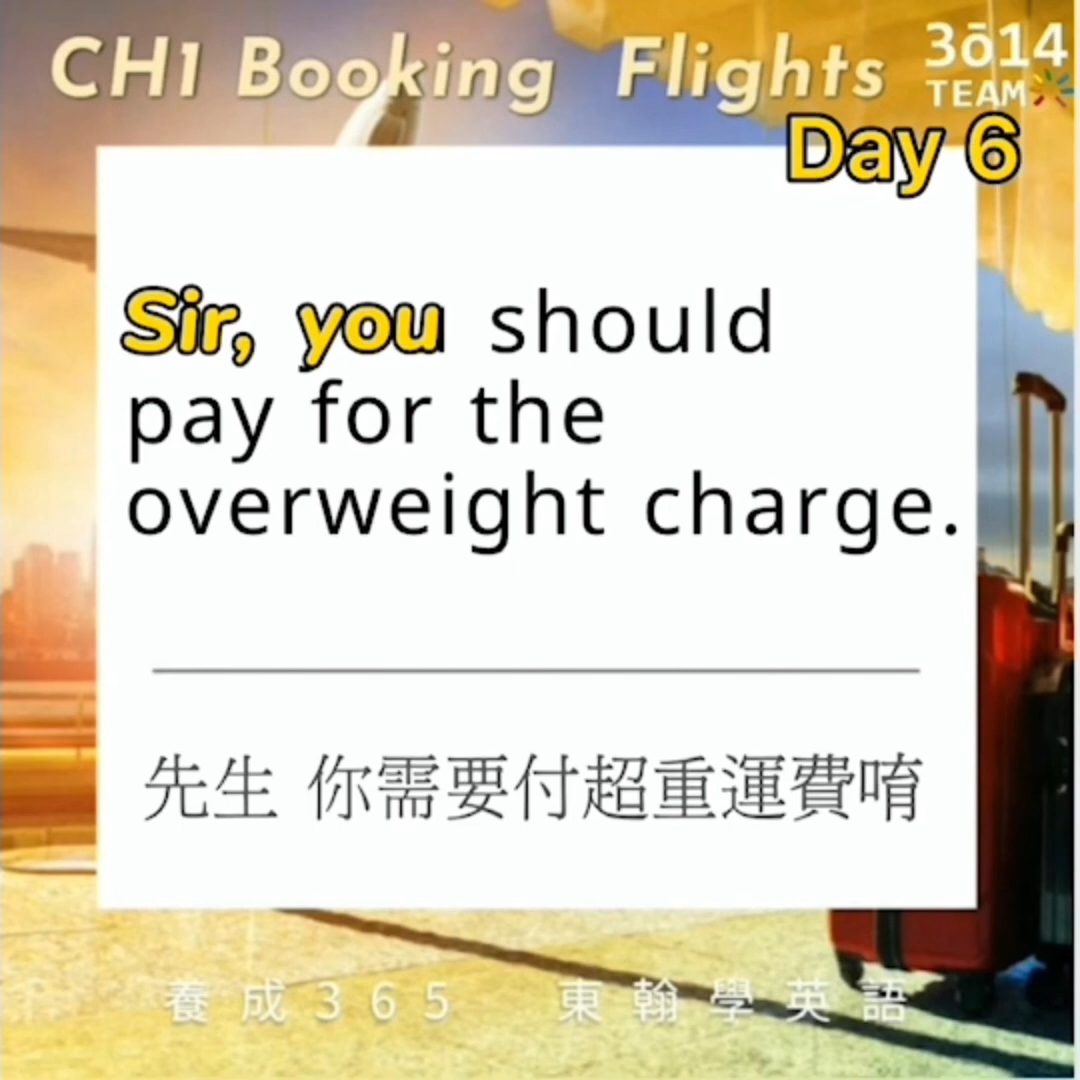 CH1 Booking Flights
3ō14
TEAM
Day 6
Sir, you should
pay for the
overweight charge.
先生 你需要付超重運費唷
養成365 東翰學英語